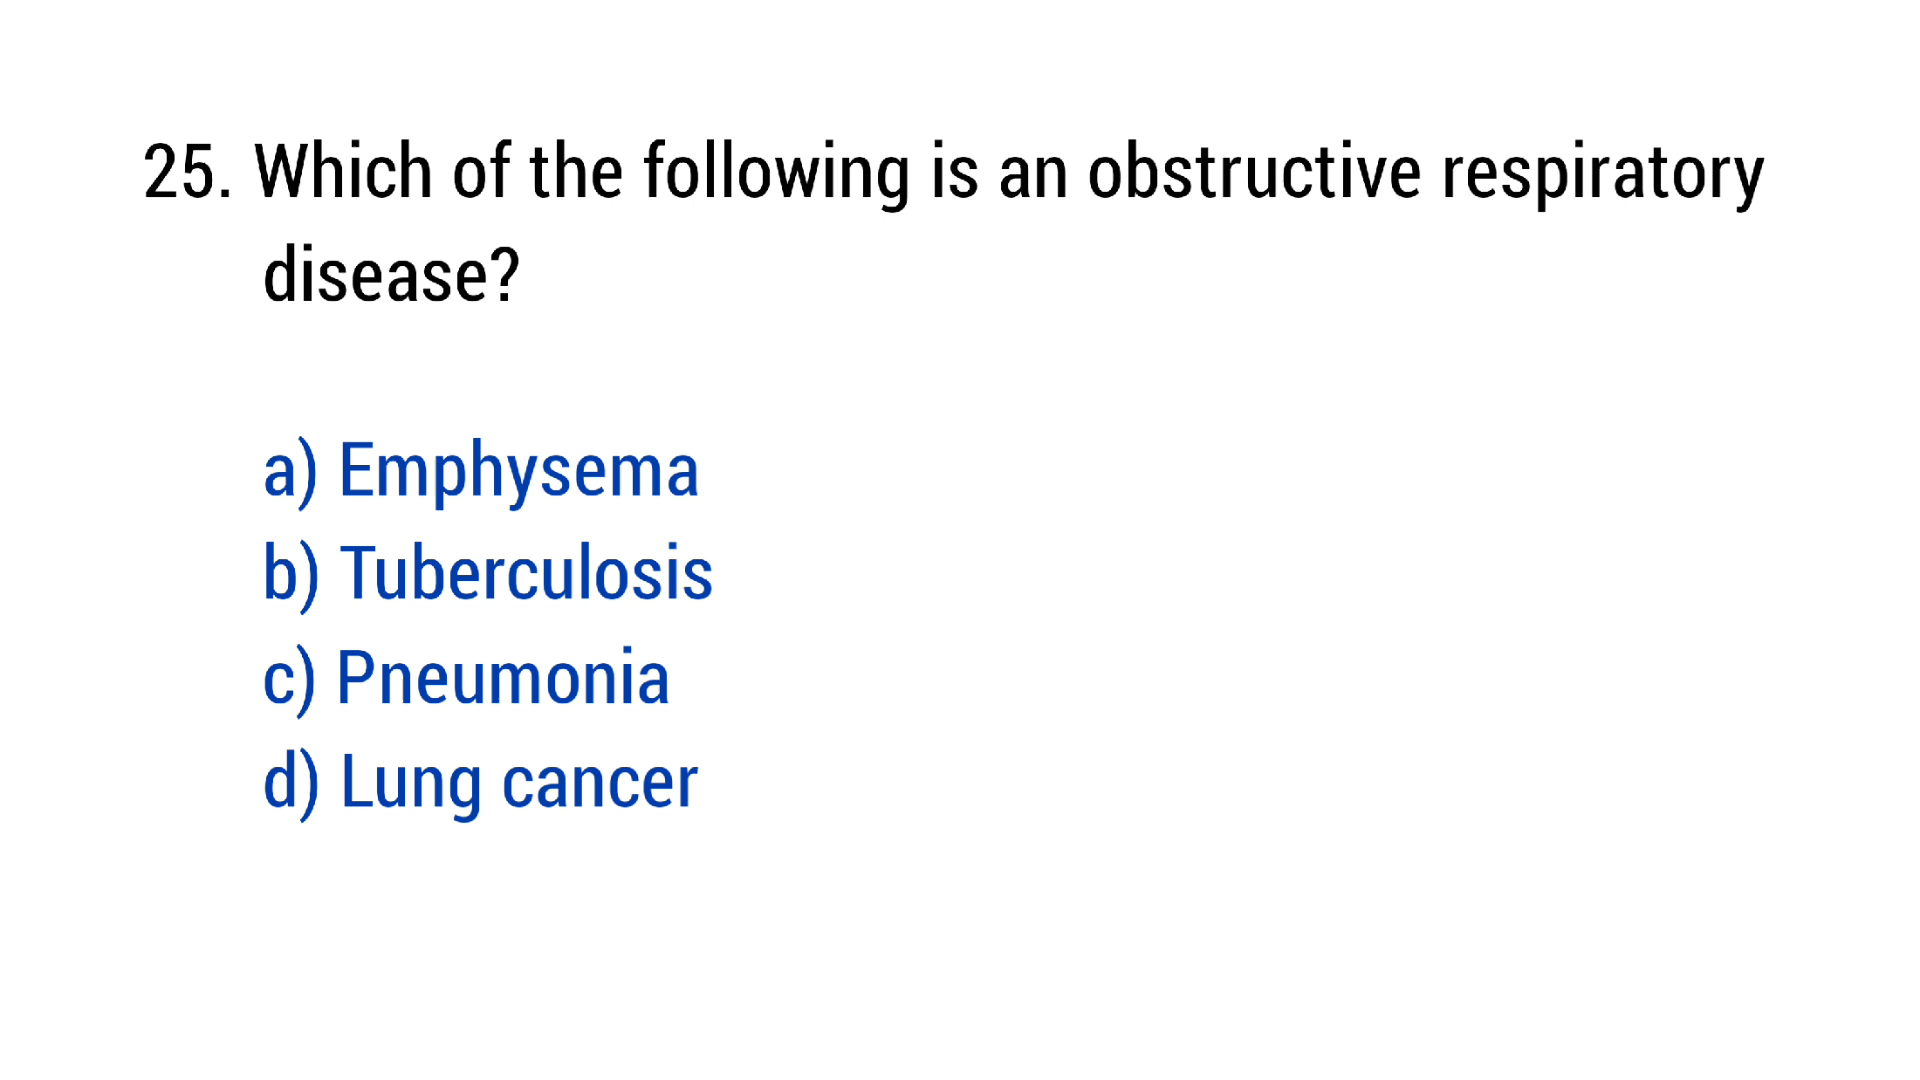 25. Which of the following is an obstructive respiratory
disease?
a) Emphysema
b) Tuberculosis
c) Pneumonia
d) Lung cancer